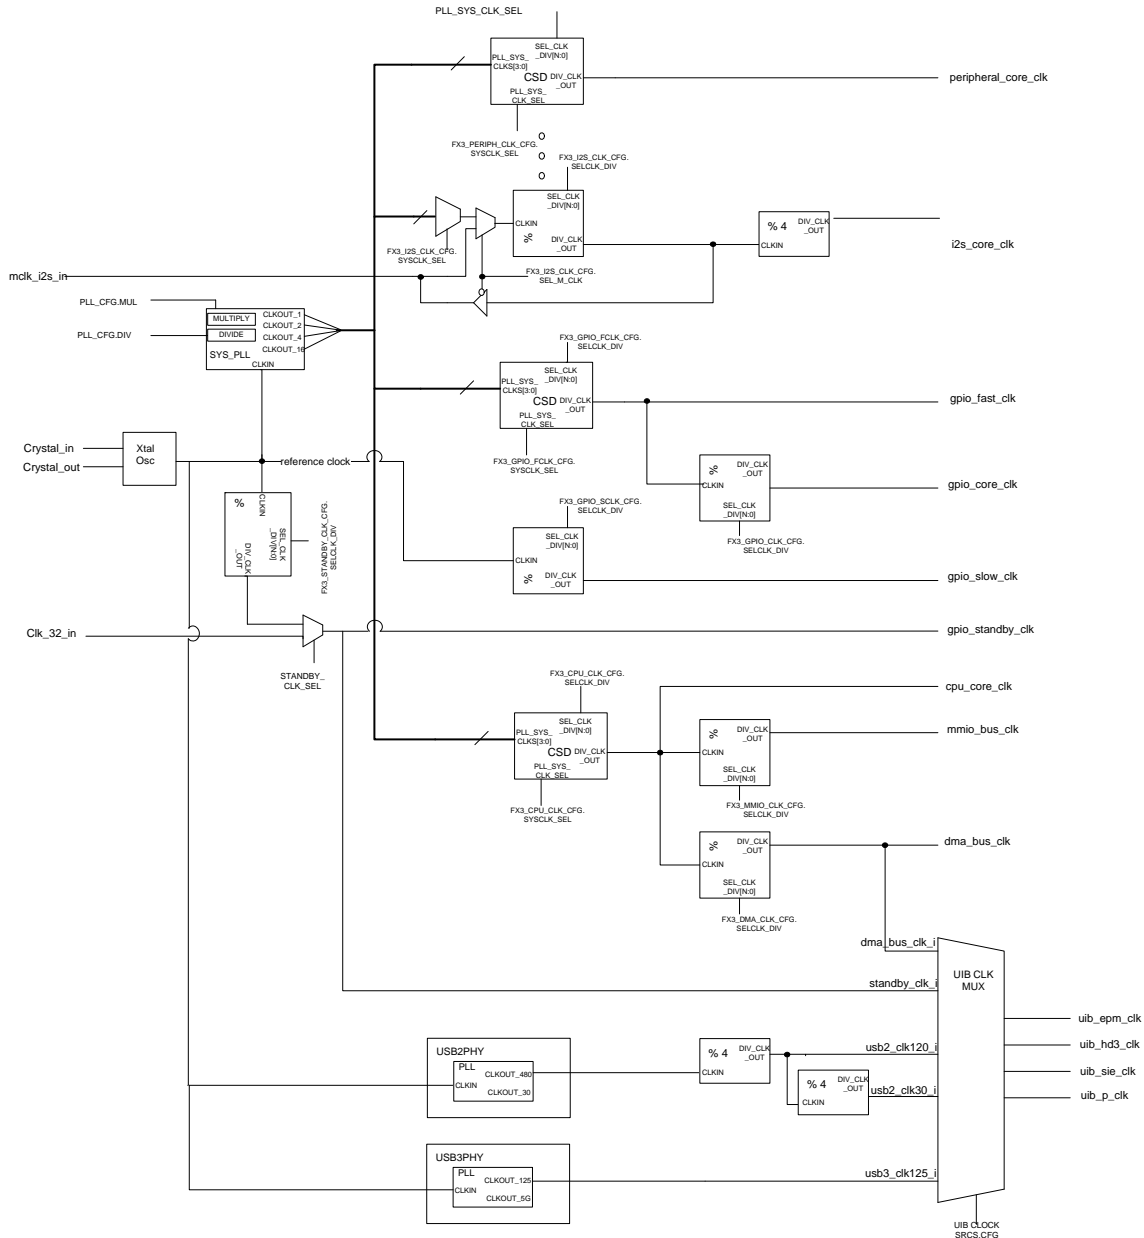 PLL_SYS_CLK_SEL
SEL_CLK
_DIV[N:0]
PLL_SYS_
CLKS[3:0]
CSD
DIV_CLK
_OUT
PLL_SYS_
CLK_SEL
peripheral_core_clk
FX3_PERIPH_CLK_CFG.
SYSCLK_SEL
FX3_I2S_CLK_CFG.
SELCLK_DIV
SEL_CLK
_DIV[N:0]
CLKIN
%
DIV_CLK
_OUT
FX3_I2S_CLK_CFG.
SYSCLK_SEL
% 4
DIV_CLK
_OUT
CLKIN
i2s_core_clk
mclk_i2s_in
FX3_I2S_CLK_CFG.
SEL_M_CLK
PLL_CFG.MUL
PLL_CFG.DIV
MULTIPLY
DIVIDE
SYS_PLL
CLKOUT_1
CLKOUT_2
CLKOUT_4
CLKOUT_16
CLKIN
FX3_GPIO_FCLK_CFG.
SELCLK_DIV
SEL_CLK
_DIV[N:0]
PLL_SYS_
CLKS[3:0]
CSD
DIV_CLK
_OUT
PLL_SYS_
CLK_SEL
gpio_fast_clk
FX3_GPIO_FCLK_CFG.
SYSCLK_SEL
Crystal_in
Crystal_out
Xtal
Osc
reference clock
%
DIV_CLK
_OUT
CLKIN
SEL_CLK
_DIV[N:0]
gpio_core_clk
FX3_GPIO_CLK_CFG.
SELCLK_DIV
%
CLKIN
SEL_CLK
_DIV[N:0]
DIV_CLK
_OUT
FX3_STANDBY_CLK_CFG.
SELCLK_DIV
FX3_GPIO_SCLK_CFG.
SELCLK_DIV
SEL_CLK
_DIV[N:0]
CLKIN
%
DIV_CLK
_OUT
gpio_slow_clk
Clk_32_in
gpio_standby_clk
STANDBY_
CLK_SEL
FX3_CPU_CLK_CFG.
SELCLK_DIV
SEL_CLK
_DIV[N:0]
PLL_SYS_
CLKS[3:0]
CSD
DIV_CLK
_OUT
PLL_SYS_
CLK_SEL
FX3_CPU_CLK_CFG.
SYSCLK_SEL
cpu_core_clk
%
DIV_CLK
_OUT
CLKIN
SEL_CLK
_DIV[N:0]
mmio_bus_clk
FX3_MMIO_CLK_CFG.
SELCLK_DIV
%
DIV_CLK
_OUT
CLKIN
SEL_CLK
_DIV[N:0]
dma_bus_clk
FX3_DMA_CLK_CFG.
SELCLK_DIV
dma_bus_clk_i
standby_clk_i
UIB CLK
MUX
uib_epm_clk
uib_hd3_clk
uib_sie_clk
uib_p_clk
USB2PHY
PLL
CLKOUT_480
CLKIN
CLKOUT_30
% 4
DIV_CLK
_OUT
CLKIN
usb2_clk120_i
% 4
DIV_CLK
_OUT
CLKIN
usb2_clk30_i
USB3PHY
PLL
CLKOUT_125
CLKIN
CLKOUT_5G
usb3_clk125_i
UIB CLOCK
SRCS.CFG